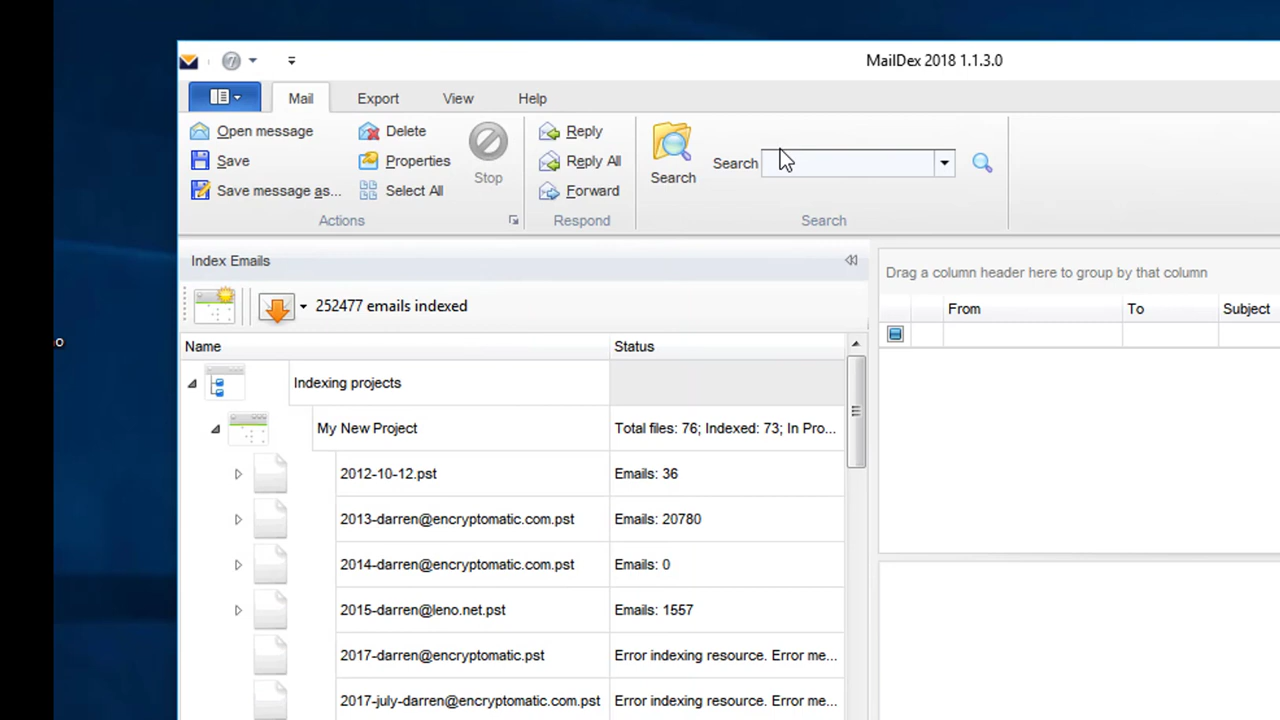 MailDex 2018 1.1.3.0
Mail Export View Help
Open message Delete Reply
Save Properties Stop Reply All Search Search
Save message as... Select All Forward
Actions Respond Search
Index Emails
Drag a column header here to group by that column
252477 emails indexed
From To Subject
Name Status
o
Indexing projects
My New Project Total files: 76; Indexed: 73; In Pro...
2012-10-12.pst Emails: 36
2013-darren@encryptomatic.com.pst Emails: 20780
2014-darren@encryptomatic.com.pst Emails: 0
2015-darren@leno.net.pst Emails: 1557
2017-darren@encryptomatic.pst Error indexing resource. Error me...
2017-july-darren@encryptomatic.com.pst Error indexing resource. Error me...